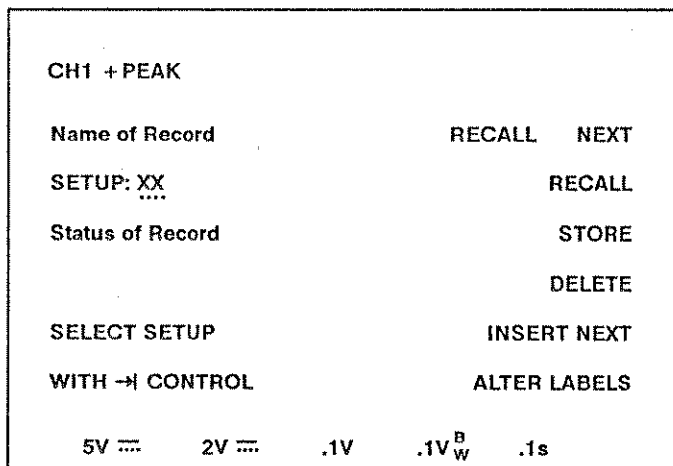 CH1 +PEAK
Name of Record RECALL NEXT
SETUP: XX RECALL
Status of Record STORE
DELETE
SELECT SETUP INSERT NEXT
WITH →| CONTROL ALTER LABELS
5V ⎓ 2V ⎓ .1V .1V BW .1s